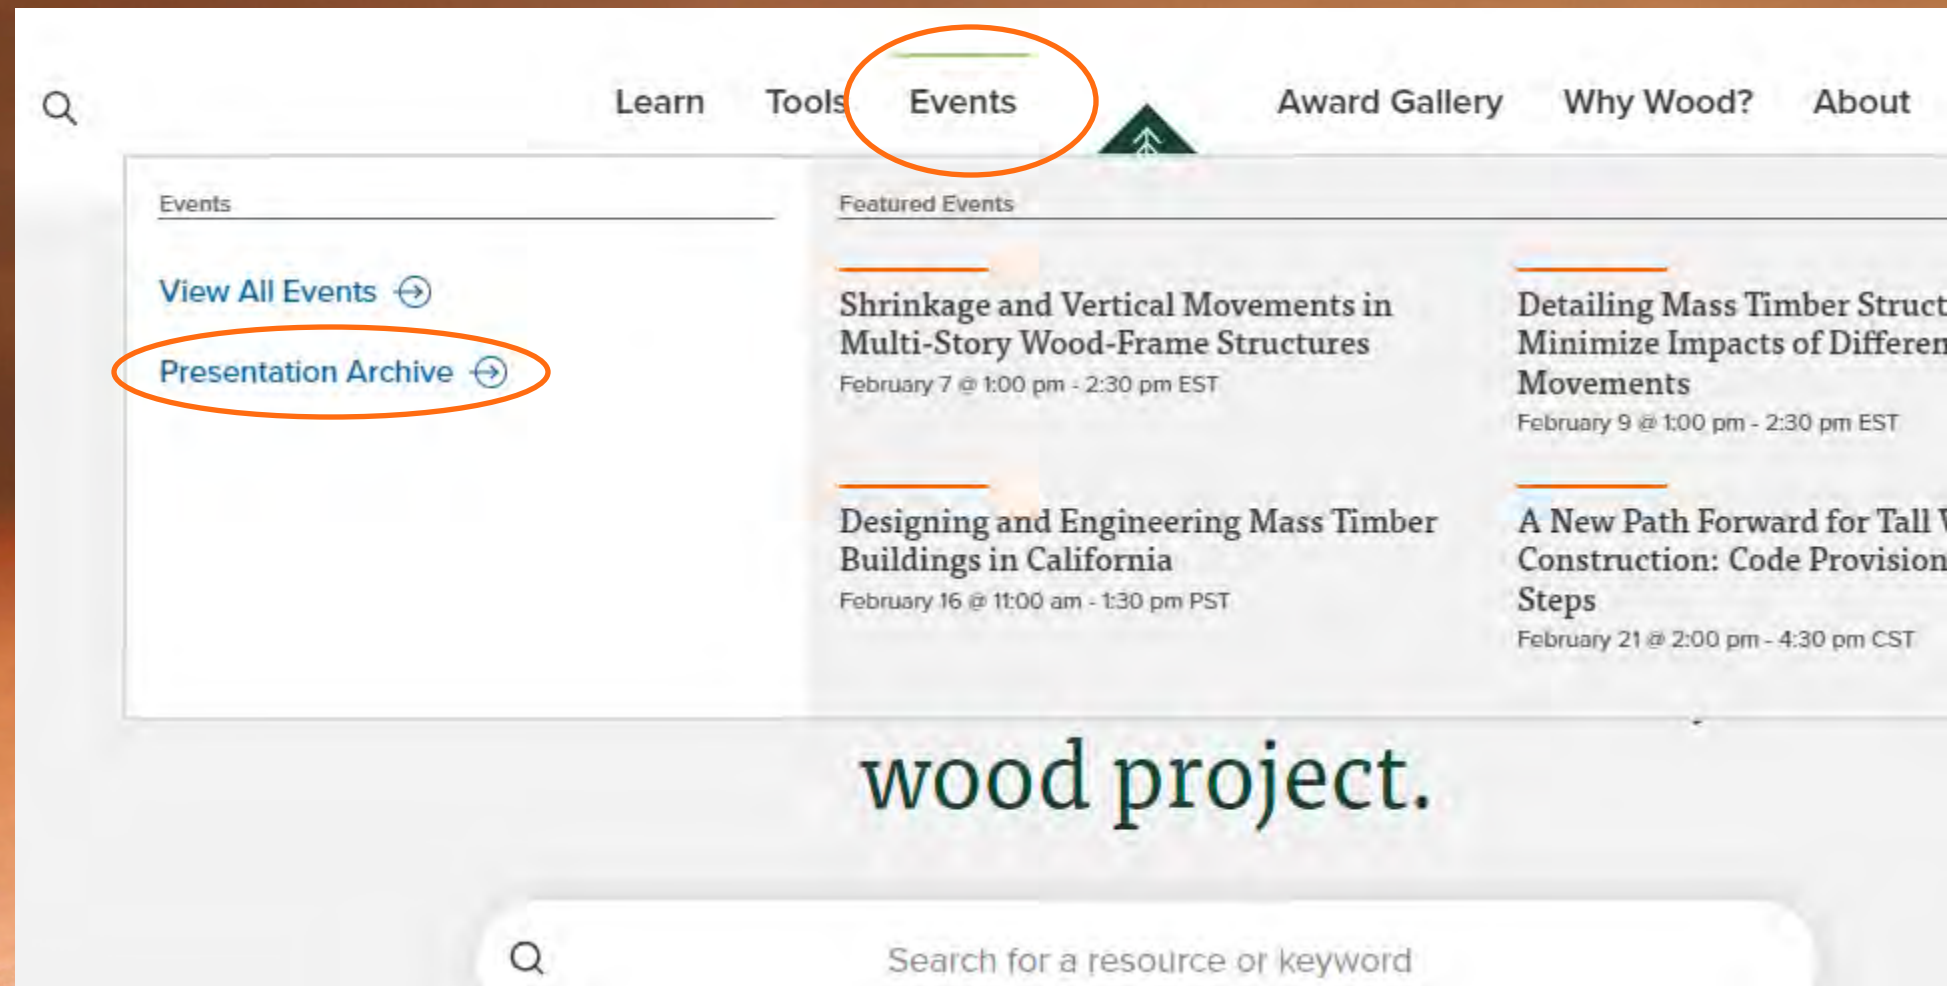 Learn Tools Events Award Gallery Why Wood? About
Events
View All Events
Presentation Archive
Featured Events
Shrinkage and Vertical Movements in
Multi-Story Wood-Frame Structures
February 7 @ 1:00 pm - 2:30 pm EST
Detailing Mass Timber Struct
Minimize Impacts of Differen
Movements
February 9 @ 1:00 pm - 2:30 pm EST
Designing and Engineering Mass Timber
Buildings in California
February 16 @ 11:00 am - 1:30 pm PST
A New Path Forward for Tall
Construction: Code Provision
Steps
February 21 @ 2:00 pm - 4:30 pm CST
wood project.
Search for a resource or keyword